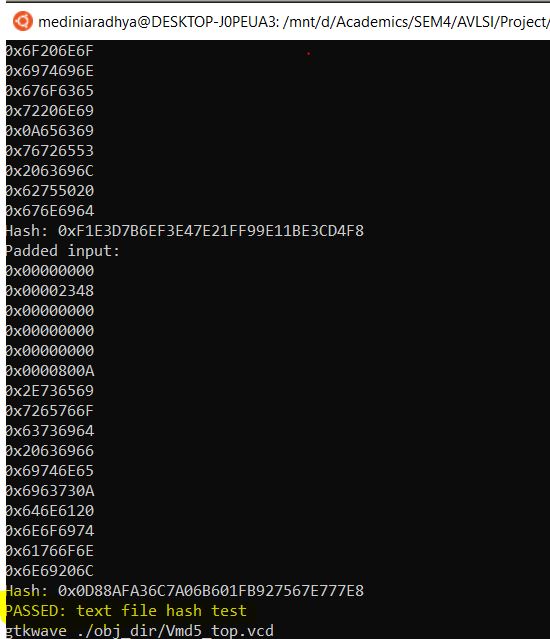 mediniaradhya@DESKTOP-J0PEUA3: /mnt/d/Academics/SEM4/AVLSI/Project/
0x6F206E6F
0x6974696E
0x676F6365
0x72206E69
0x0A656369
0x76726553
0x2063696C
0x62755020
0x676E6964
Hash: 0xF1E3D7B6EF3E47E21FF99E11BE3CD4F8
Padded input:
0x00000000
0x00002348
0x00000000
0x00000000
0x00000000
0x0000800A
0x2E736569
0x7265766F
0x63736964
0x20636966
0x69746E65
0x6963730A
0x646E6120
0x6E6F6974
0x61766F6E
0x6E69206C
Hash: 0x0D88AFA36C7A06B601FB927567E777E8
PASSED: text file hash test
gtkwave ./obj_dir/Vmd5_top.vcd